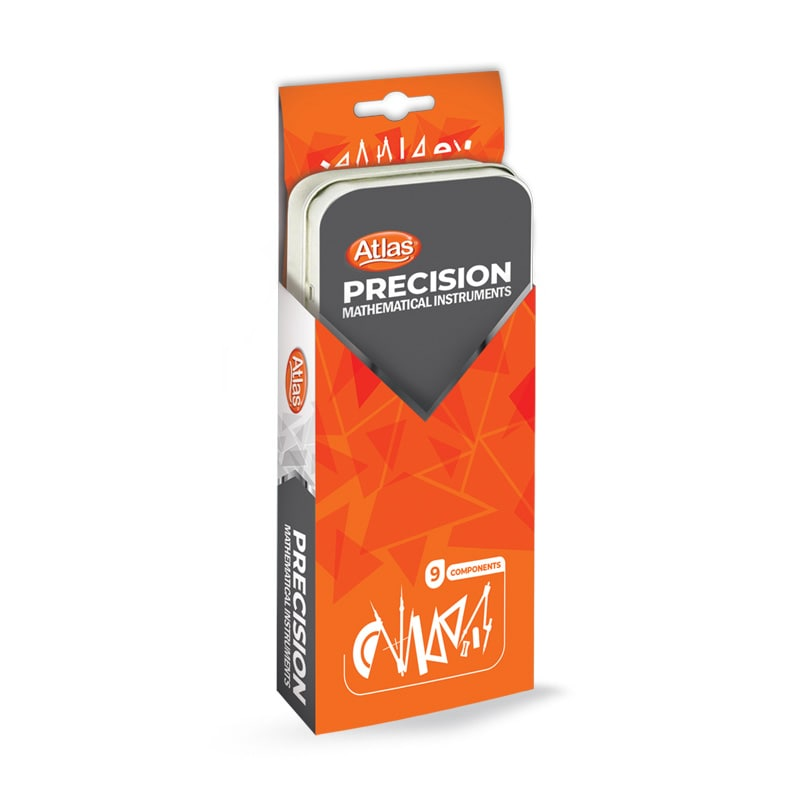 Atlas
PRECISION
MATHEMATICAL INSTRUMENTS
Atlas
PRECISION
MATHEMATICAL INSTRUMENTS
9 COMPONENTS